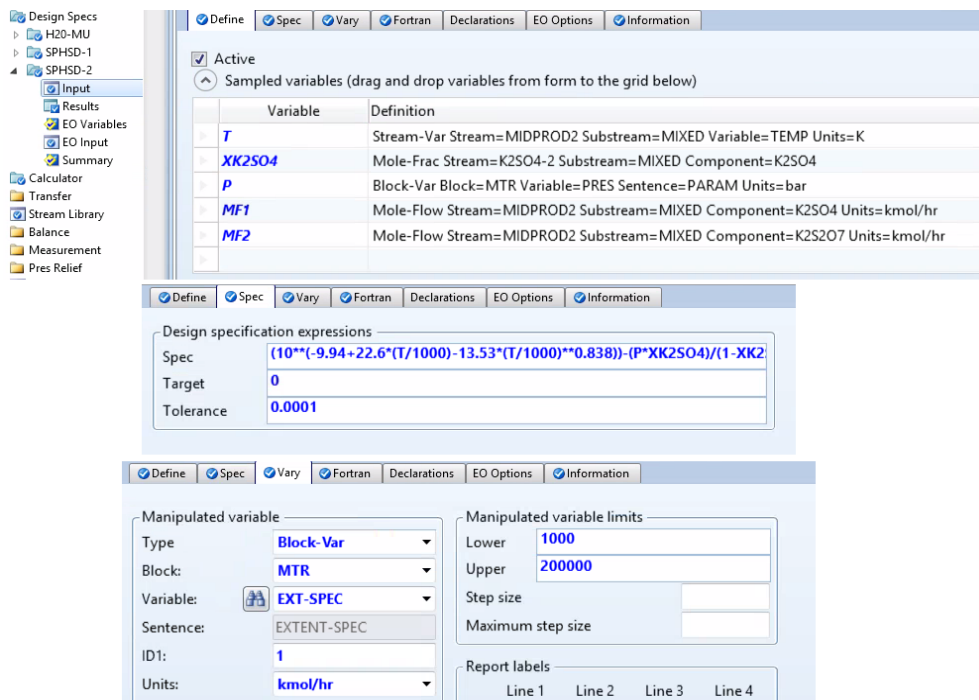 Design Specs
H20-MU
SPHSD-1
SPHSD-2
Input
Results
EO Variables
EO Input
Summary
Calculator
Transfer
Stream Library
Balance
Measurement
Pres Relief
Define Spec Vary Fortran Declarations EO Options Information
Active
Sampled variables (drag and drop variables from form to the grid below)
Variable Definition
T Stream-Var Stream=MIDPROD2 Substream=MIXED Variable=TEMP Units=K
XK2SO4 Mole-Frac Stream=K2SO4-2 Substream=MIXED Component=K2SO4
P Block-Var Block=MTR Variable=PRES Sentence=PARAM Units=bar
MF1 Mole-Flow Stream=MIDPROD2 Substream=MIXED Component=K2SO4 Units=kmol/hr
MF2 Mole-Flow Stream=MIDPROD2 Substream=MIXED Component=K2S2O7 Units=kmol/hr
Define Spec Vary Fortran Declarations EO Options Information
Design specification expressions
Spec (10**(-9.94+22.6*(T/1000)-13.53*(T/1000)**0.838))-(P*XK2SO4)/(1-XK2
Target 0
Tolerance 0.0001
Define Spec Vary Fortran Declarations EO Options Information
Manipulated variable
Type Block-Var
Block: MTR
Variable: EXT-SPEC
Sentence: EXTENT-SPEC
ID1: 1
Units: kmol/hr
Manipulated variable limits
Lower 1000
Upper 200000
Step size
Maximum step size
Report labels
Line 1 Line 2 Line 3 Line 4